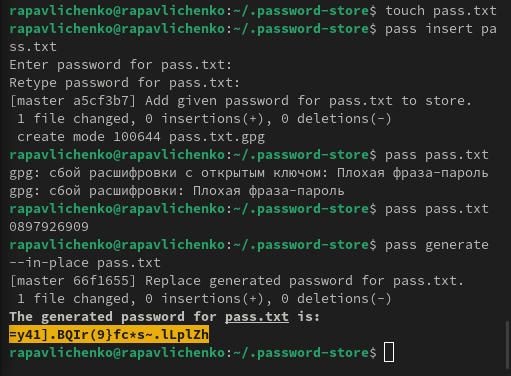 rapavlichenko@rapavlichenko:~/.password-store$ touch pass.txt
rapavlichenko@rapavlichenko:~/.password-store$ pass insert pa
ss.txt
Enter password for pass.txt:
Retype password for pass.txt:
[master a5cf3b7] Add given password for pass.txt to store.
 1 file changed, 0 insertions(+), 0 deletions(-)
 create mode 100644 pass.txt.gpg
rapavlichenko@rapavlichenko:~/.password-store$ pass pass.txt
gpg: сбой расшифровки с открытым ключом: Плохая фраза-пароль
gpg: сбой расшифровки: Плохая фраза-пароль
rapavlichenko@rapavlichenko:~/.password-store$ pass pass.txt
0897926909
rapavlichenko@rapavlichenko:~/.password-store$ pass generate
--in-place pass.txt
[master 66f1655] Replace generated password for pass.txt.
 1 file changed, 0 insertions(+), 0 deletions(-)
The generated password for pass.txt is:
=y41].BQIr(9}fc*s~.lLplZh
rapavlichenko@rapavlichenko:~/.password-store$